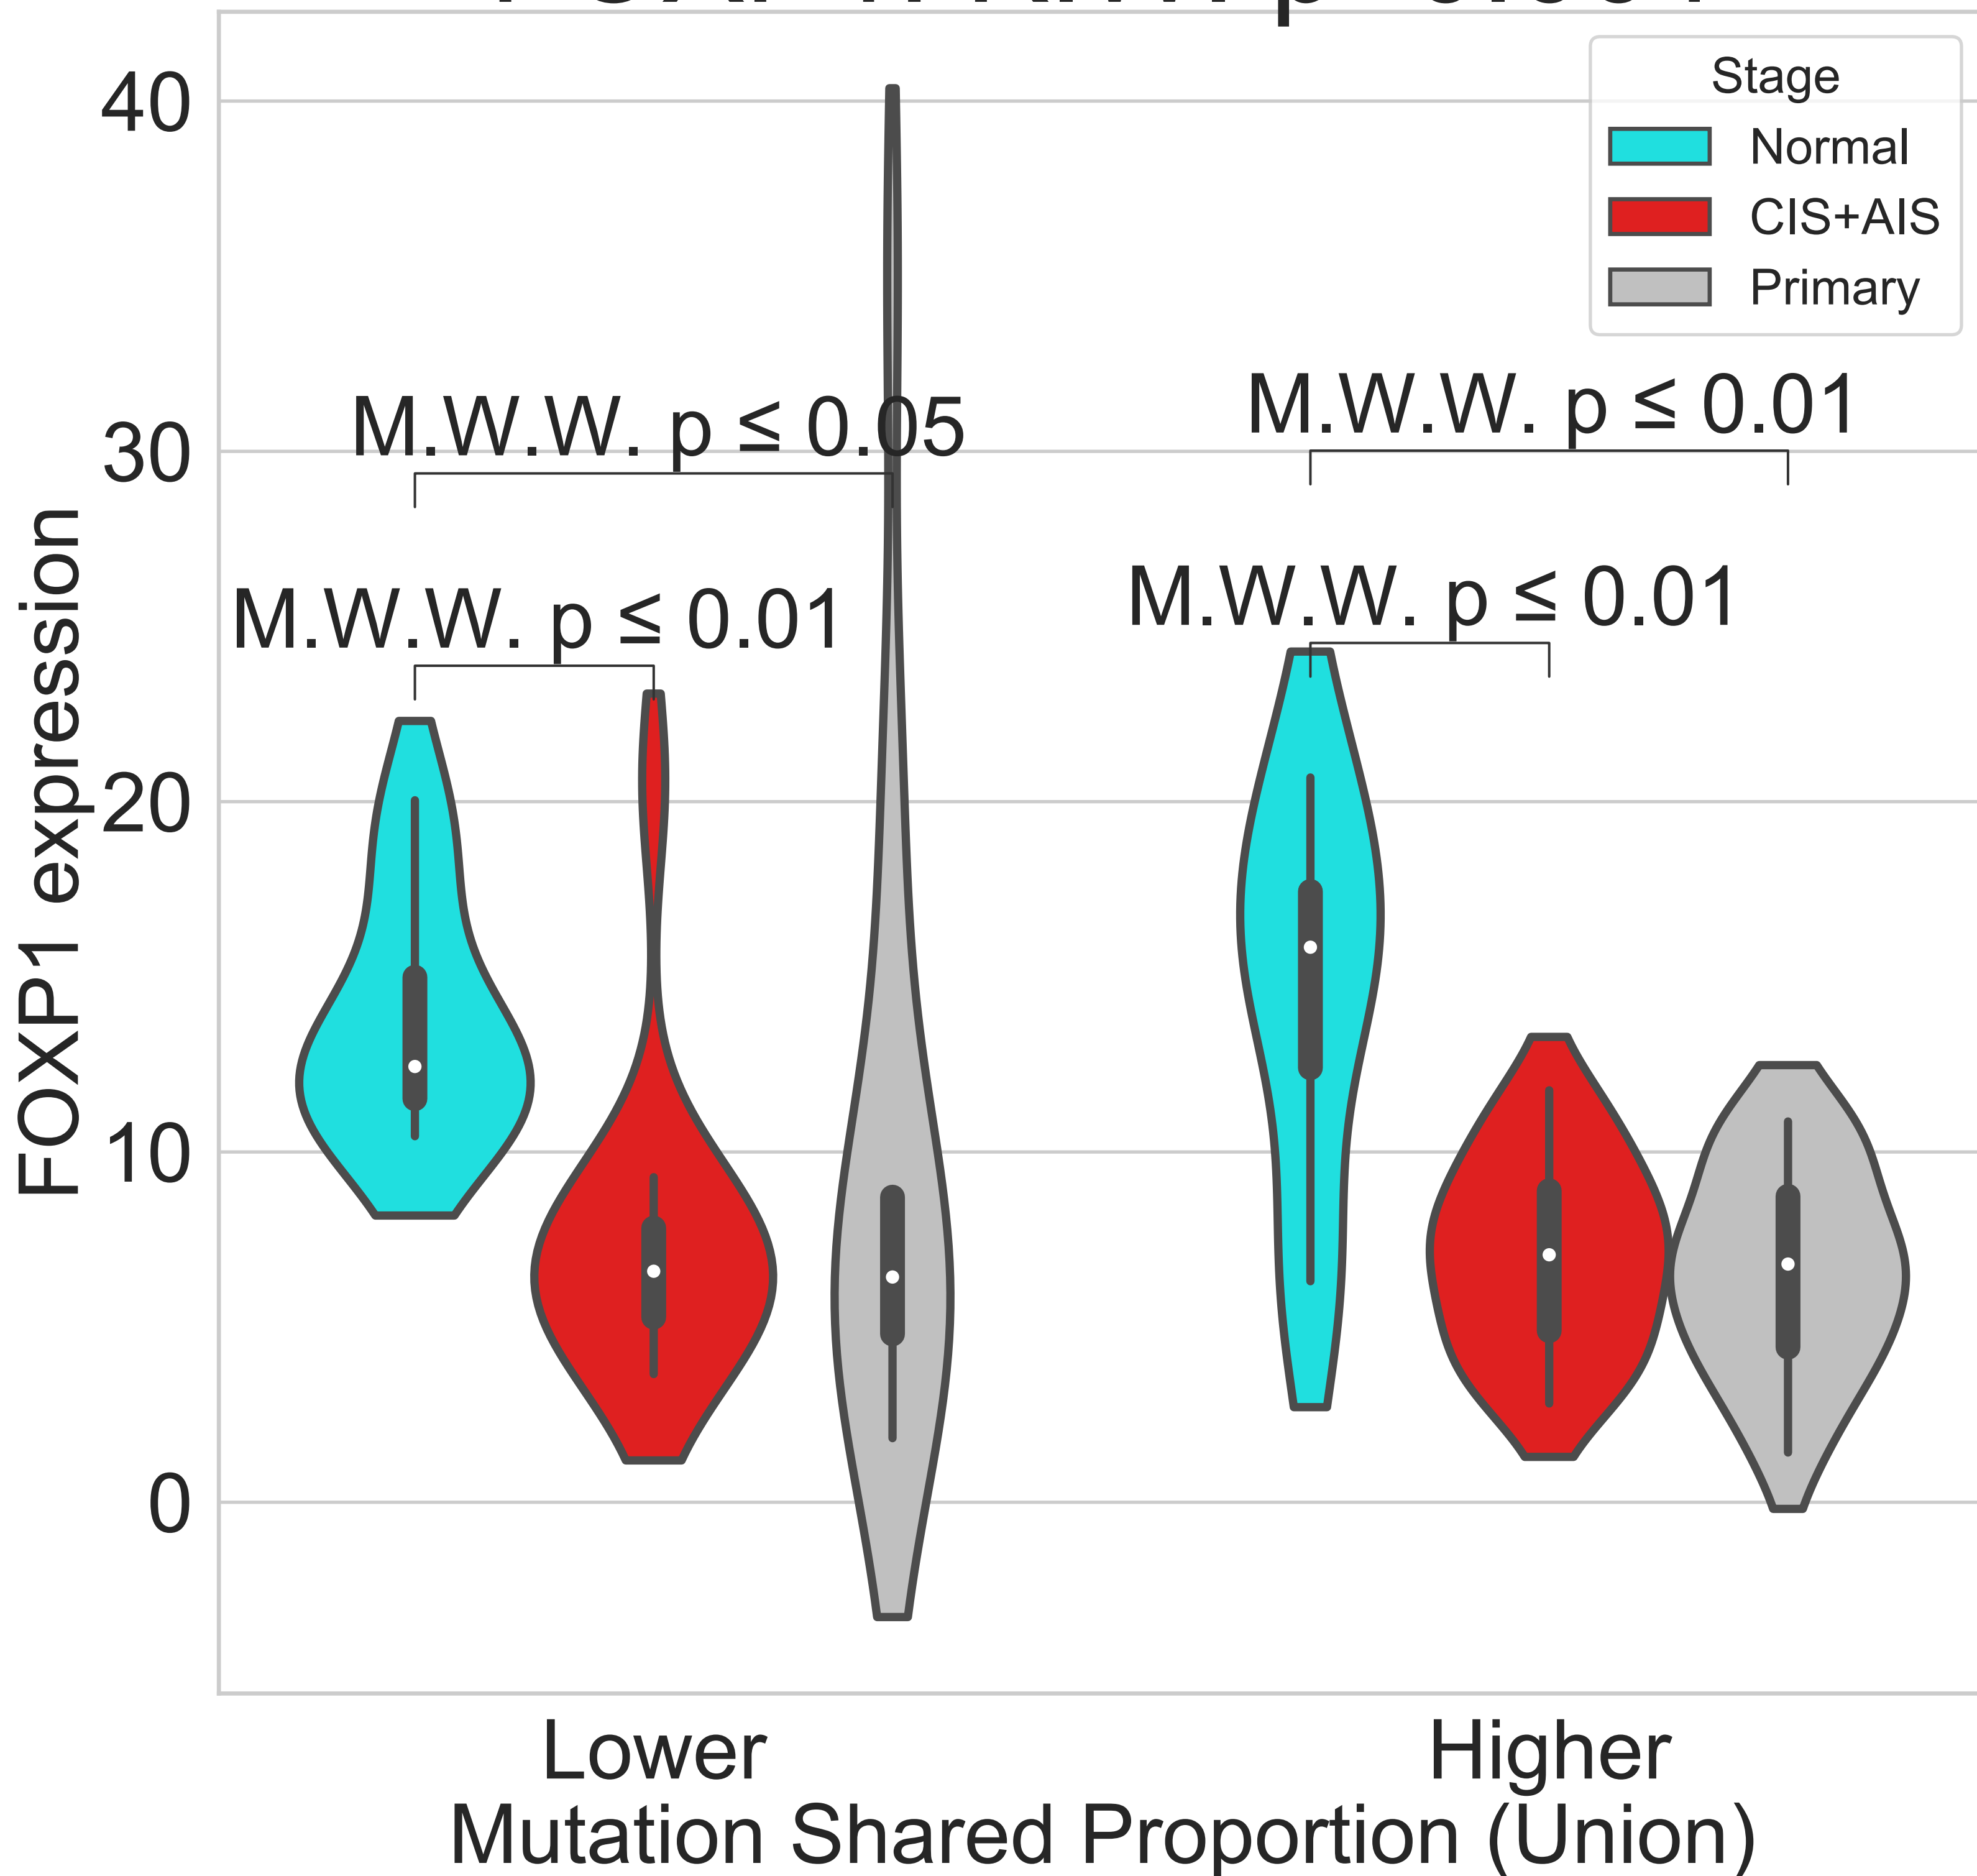 Stage
Normal
CIS+AIS
Primary
40
30
20
10
0
FOXP1 expression
M.W.W. p ≤ 0.05
M.W.W. p ≤ 0.01
M.W.W. p ≤ 0.01
M.W.W. p ≤ 0.01
Lower
Higher
Mutation Shared Proportion (Union)